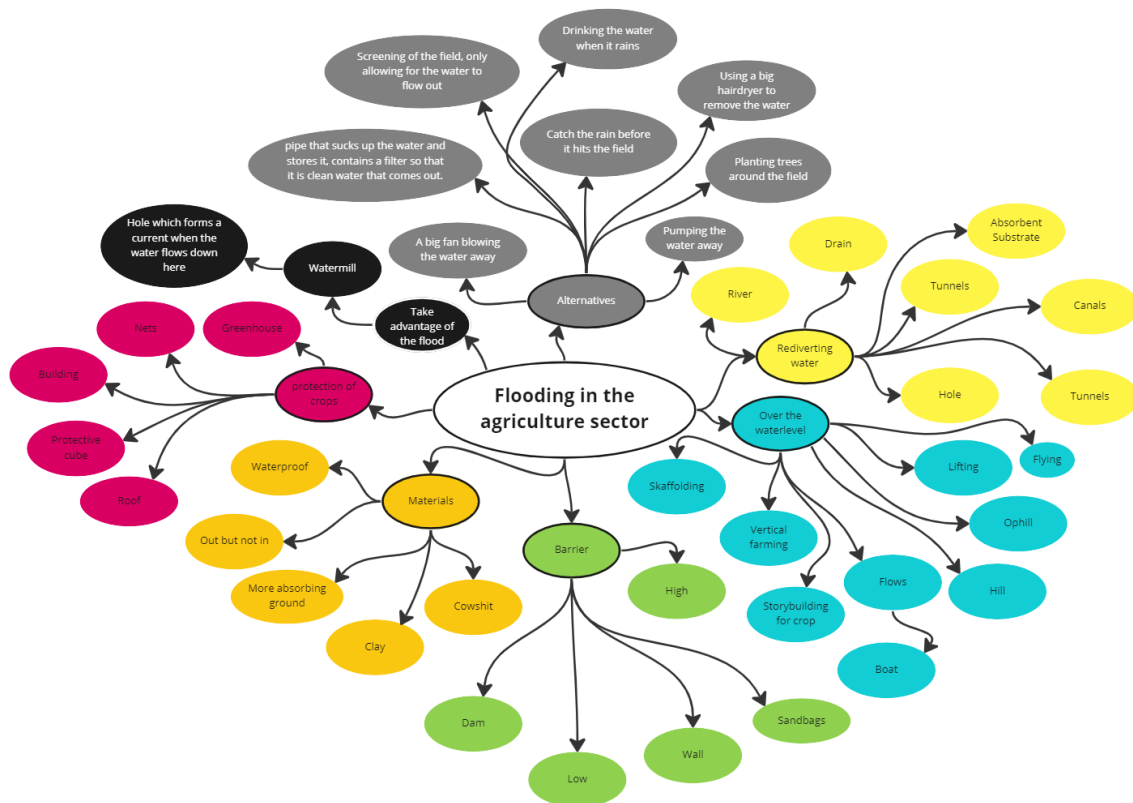 Drinking the water
when it rains
Screening of the field, only
allowing for the water to
flow out
Using a big
hairdryer to
remove the water
Catch the rain before
it hits the field
pipe that sucks up the water and
stores it, contains a filter so that
it is clean water that comes out.
Planting trees
around the field
Hole which forms a
current when the
water flows down
here
Watermill
A big fan blowing
the water away
Pumping the
water away
Alternatives
Take
advantage of
the flood
Absorbent
Substrate
Drain
River
Tunnels
Canals
Rediverting
water
Hole
Tunnels
Nets
Greenhouse
Building
protection of
crops
Protective
cube
Roof
Flooding in the
agriculture sector
Over the
waterlevel
Skaffolding
Lifting
Flying
Vertical
farming
Ophill
Storybuilding
for crop
Flows
Hill
Boat
Waterproof
Materials
Out but not in
More absorbing
ground
Clay
Cowshit
Barrier
High
Dam
Low
Wall
Sandbags